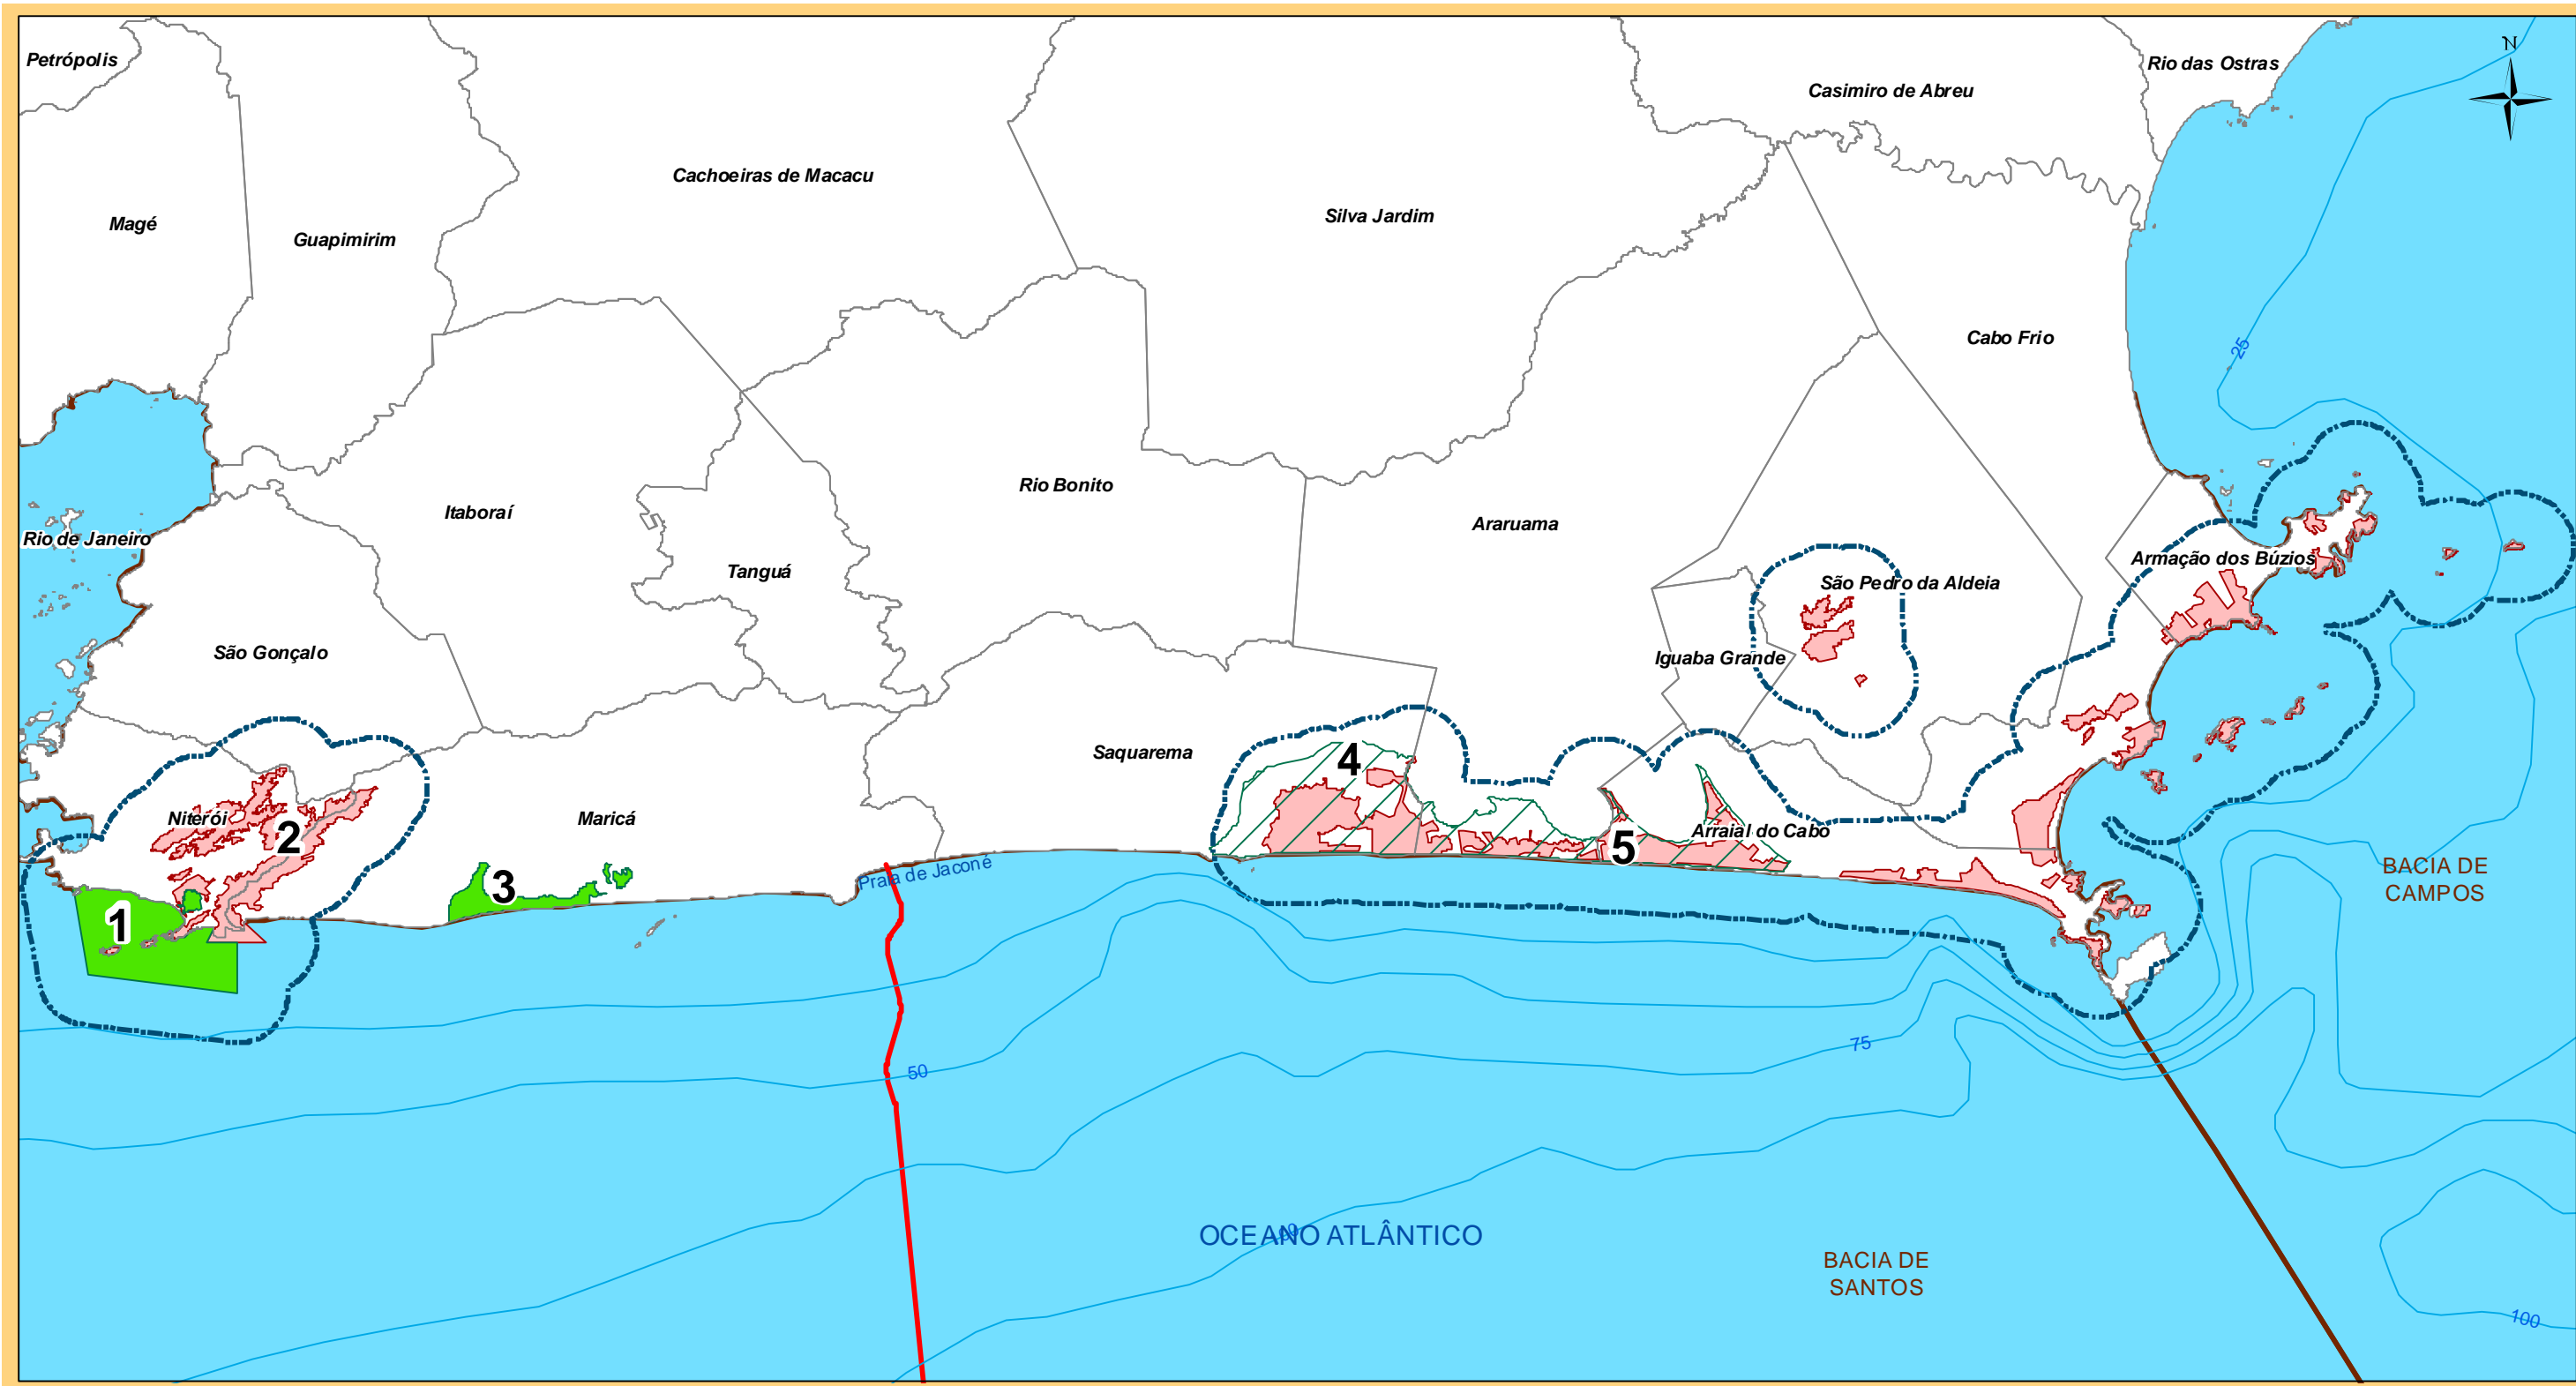 Petrópolis
Rio das Ostras
N
Casimiro de Abreu
Cachoeiras de Macacu
Magé
Silva Jardim
Guapimirim
Cabo Frio
25
Rio Bonito
Itaboraí
Araruama
Rio de Janeiro
Armação dos Búzios
Tanguá
São Pedro da Aldeia
São Gonçalo
Iguaba Grande
Saquarema
4
Niterói
Maricá
2
Arraial do Cabo
5
Praia de Jaconé
BACIA DE
CAMPOS
3
1
75
50
OCEANO ATLÂNTICO
BACIA DE
SANTOS
100